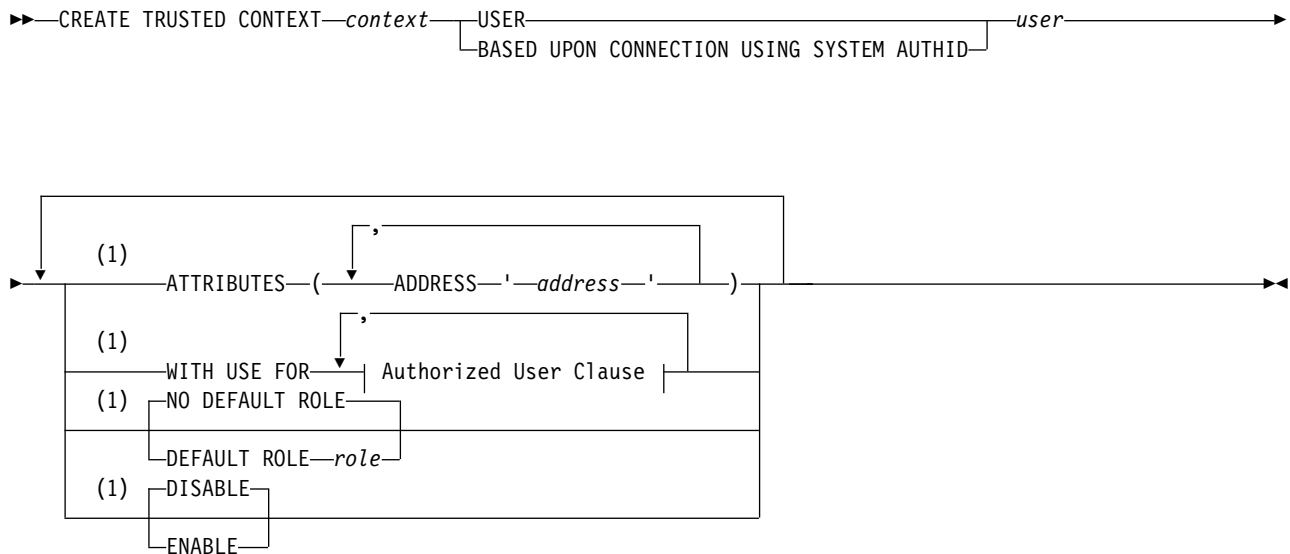 CREATE TRUSTED CONTEXT context USER user
BASED UPON CONNECTION USING SYSTEM AUTHID
,
(1)
ATTRIBUTES ( ADDRESS ' address ' )
,
(1)
WITH USE FOR Authorized User Clause
(1) NO DEFAULT ROLE
DEFAULT ROLE role
(1) DISABLE
ENABLE